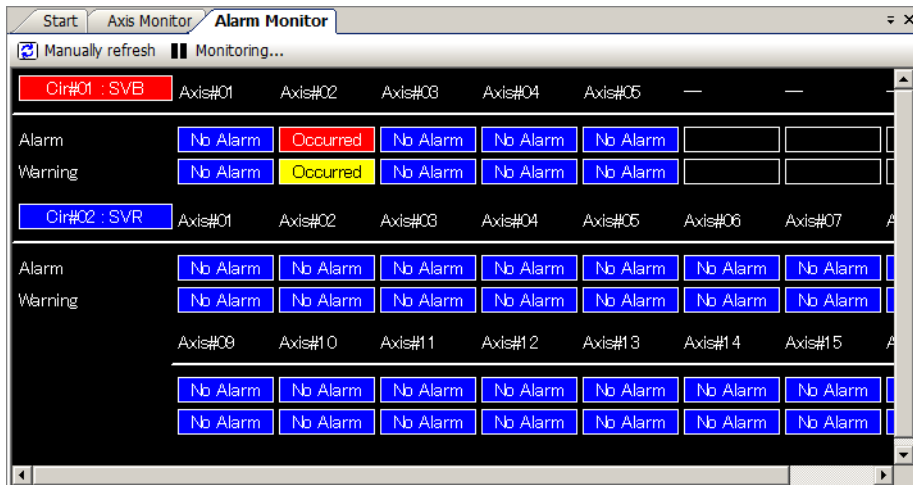 Start Axis Monitor Alarm Monitor
Manually refresh Monitoring...
Cir#01 : SVB Axis#01 Axis#02 Axis#03 Axis#04 Axis#05 — — —
Alarm No Alarm Occurred No Alarm No Alarm No Alarm
Warning No Alarm Occurred No Alarm No Alarm No Alarm
Cir#02 : SVR Axis#01 Axis#02 Axis#03 Axis#04 Axis#05 Axis#06 Axis#07
Alarm No Alarm No Alarm No Alarm No Alarm No Alarm No Alarm No Alarm
Warning No Alarm No Alarm No Alarm No Alarm No Alarm No Alarm No Alarm
Axis#09 Axis#10 Axis#11 Axis#12 Axis#13 Axis#14 Axis#15
No Alarm No Alarm No Alarm No Alarm No Alarm No Alarm No Alarm
No Alarm No Alarm No Alarm No Alarm No Alarm No Alarm No Alarm